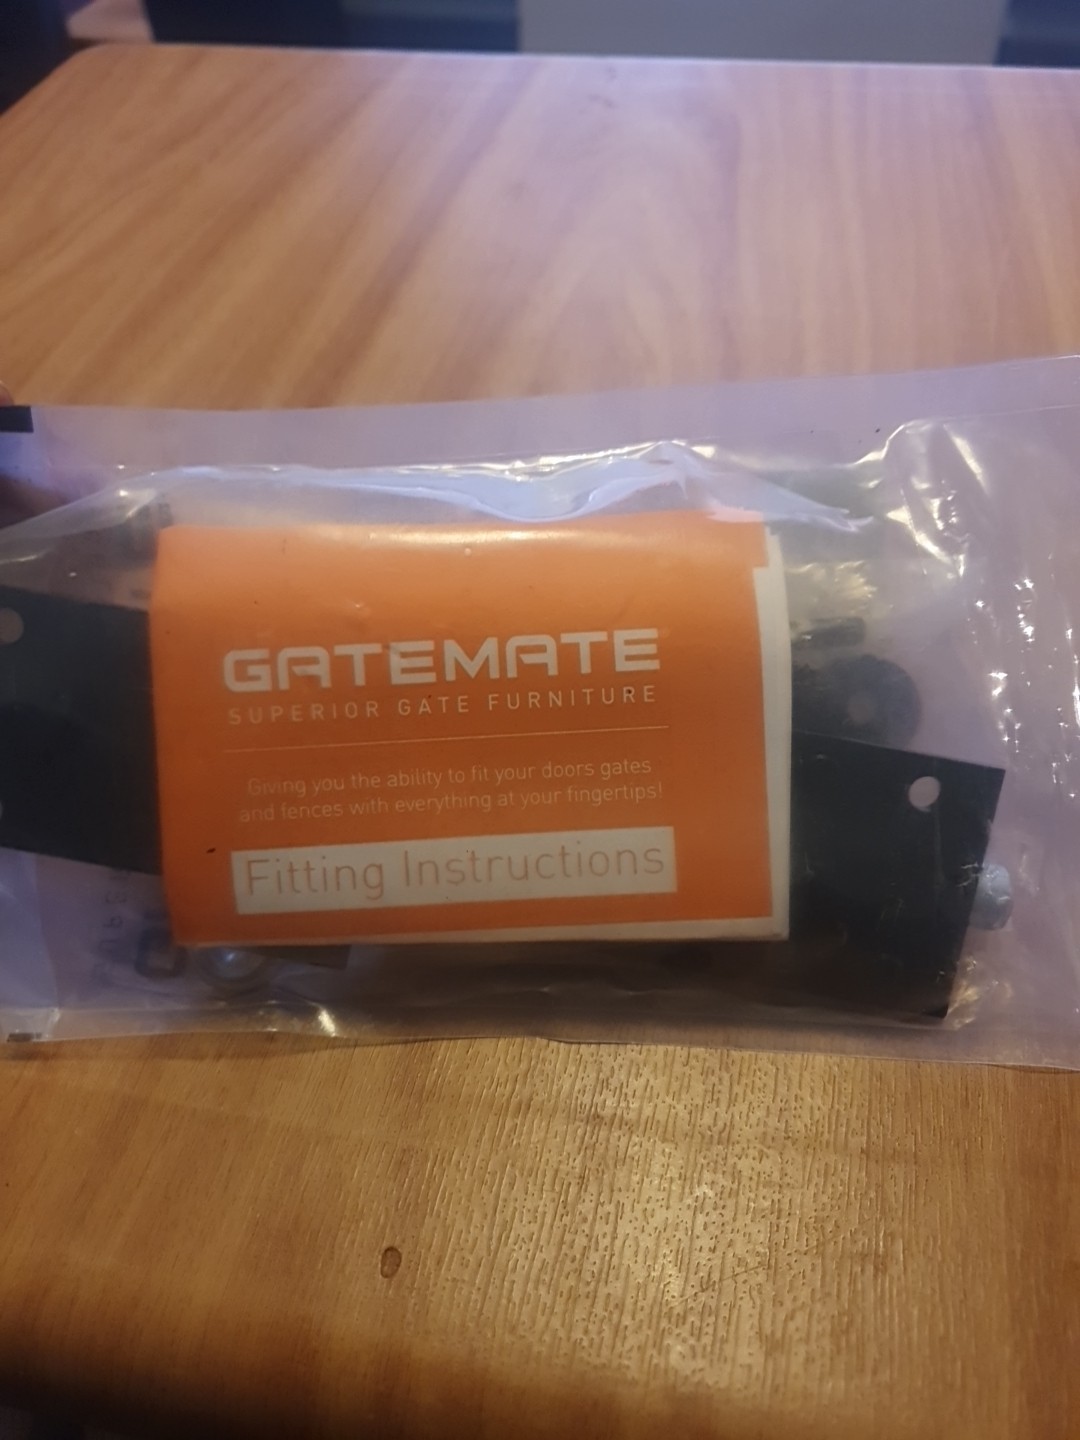 GATEMATE
SUPERIOR GATE FURNITURE
Giving you the ability to fit your doors gates
and fences with everything at your fingertips!
Fitting Instructions